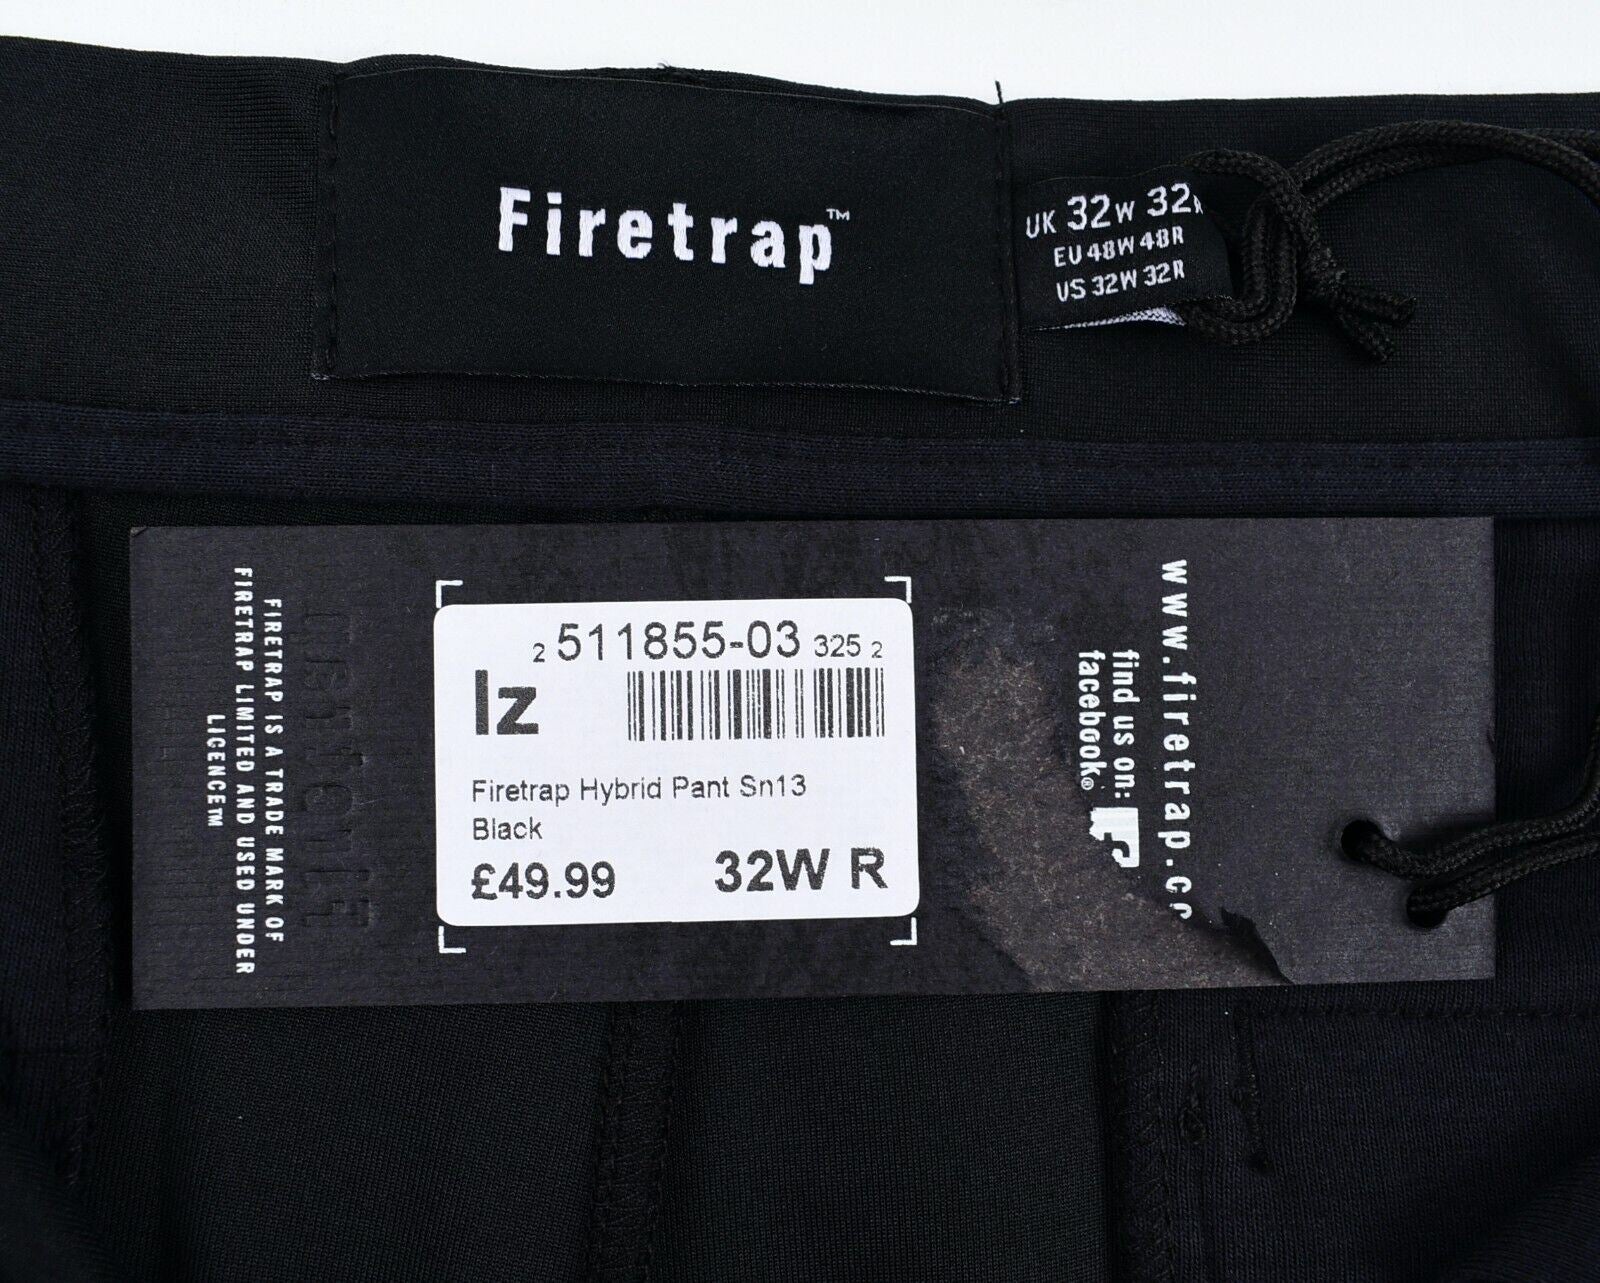 Firetrap™
UK 32W 32R
EU 48W 48R
US 32W 32R
2 511855-03 325 2
lz
Firetrap Hybrid Pant Sn13
Black
£49.99 32W R
FIRETRAP IS A TRADE MARK OF
FIRETRAP LIMITED AND USED UNDER
LICENCE™
www.firetrap.co
find us on:
facebook®